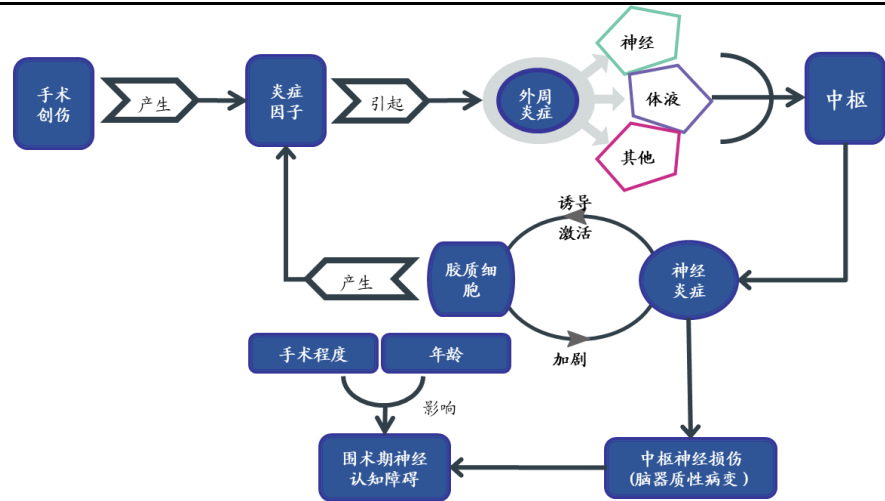 手术
创伤
产生
炎症
因子
引起
外周
炎症
神经
体液
其他
中枢
诱导
激活
胶质细
胞
产生
神经
炎症
加剧
手术程度
年龄
影响
围术期神经
认知障碍
中枢神经损伤
(脑器质性病变)